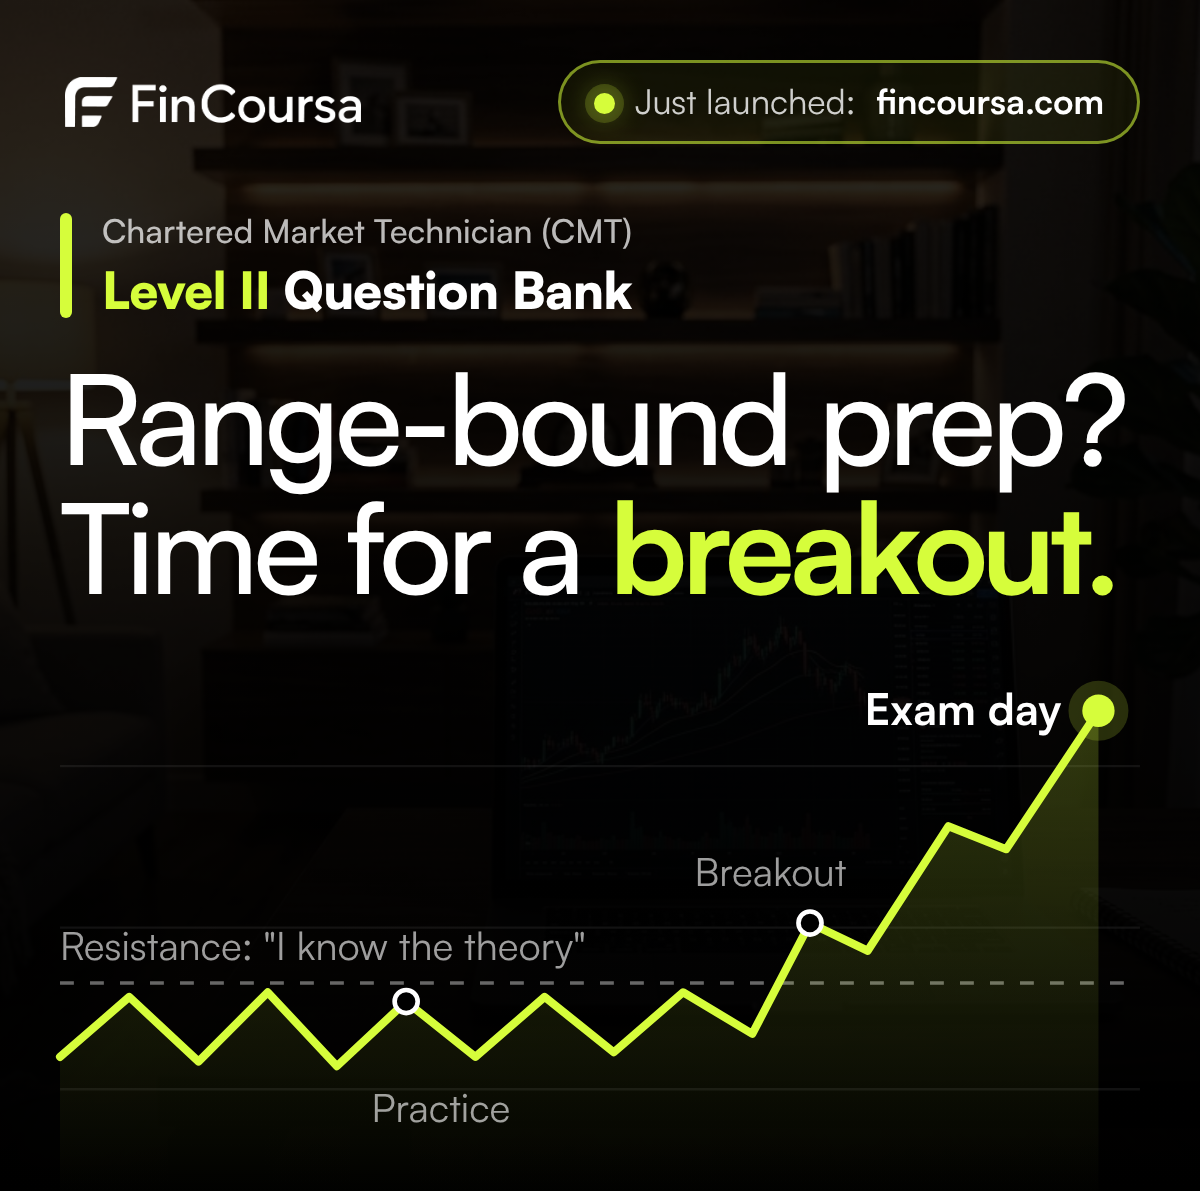 FinCoursa
Just launched: fincoursa.com
Chartered Market Technician (CMT)
Level II Question Bank
Range-bound prep?
Time for a breakout.
Exam day
Breakout
Resistance: "I know the theory"
Practice